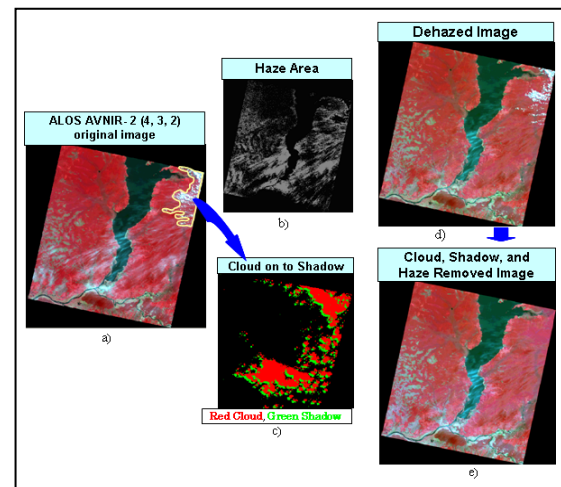 ALOS AVNIR- 2 (4, 3, 2)
original image
a)
Haze Area
b)
Cloud on to Shadow
Red Cloud, Green Shadow
c)
Dehazed Image
d)
Cloud, Shadow, and
Haze Removed Image
e)